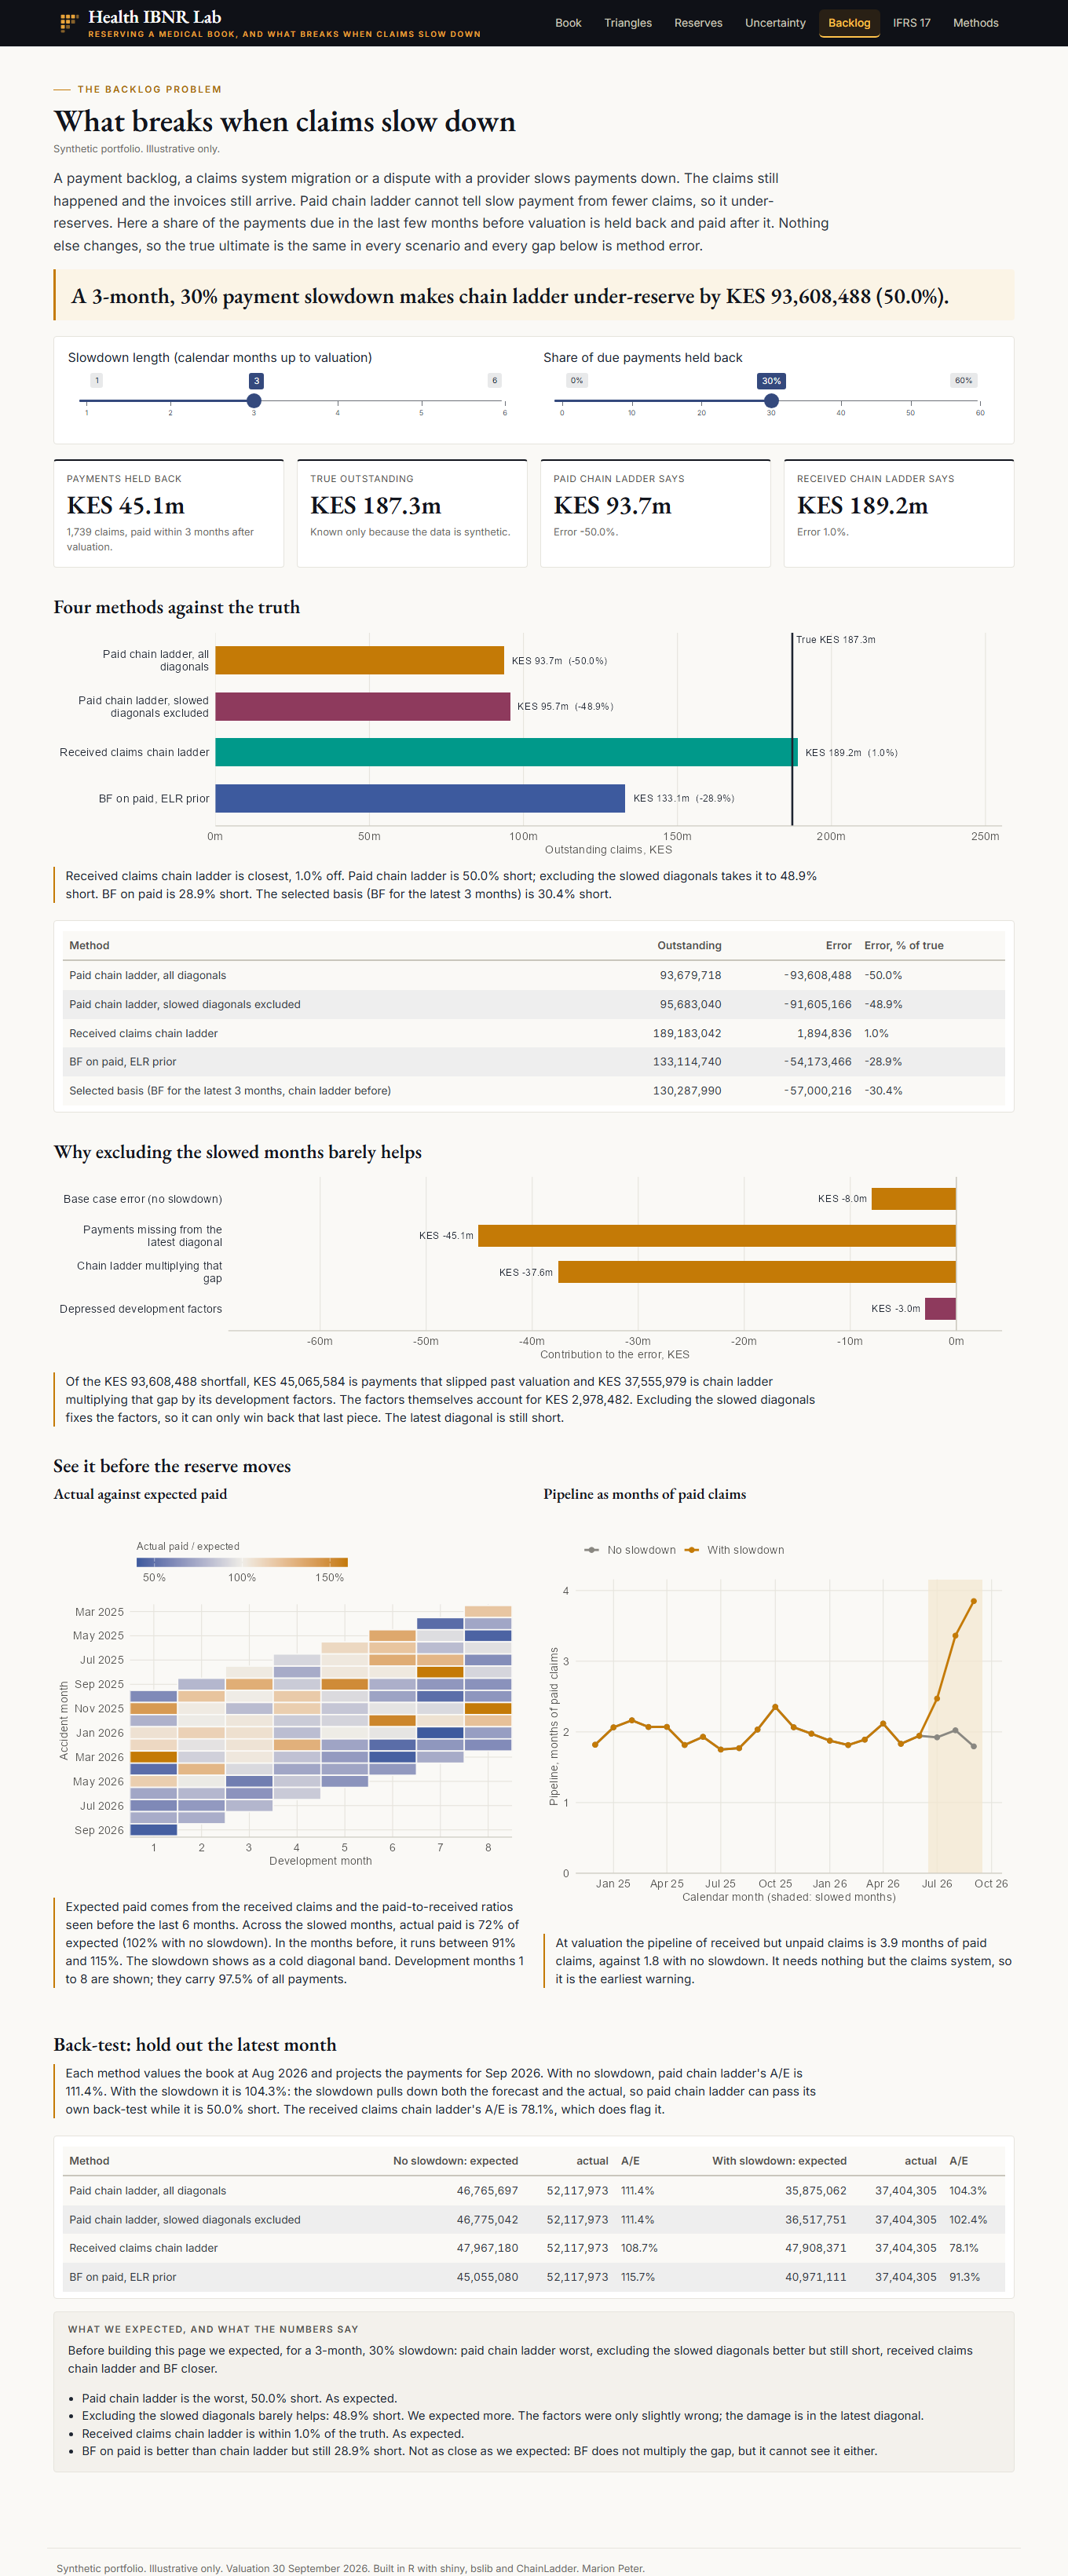 Health IBNR Lab
RESERVING A MEDICAL BOOK, AND WHAT BREAKS WHEN CLAIMS SLOW DOWN
Book Triangles Reserves Uncertainty Backlog IFRS 17 Methods
THE BACKLOG PROBLEM
What breaks when claims slow down
Synthetic portfolio. Illustrative only.
A payment backlog, a claims system migration or a dispute with a provider slows payments down. The claims still
happened and the invoices still arrive. Paid chain ladder cannot tell slow payment from fewer claims, so it under-
reserves. Here a share of the payments due in the last few months before valuation is held back and paid after it. Nothing
else changes, so the true ultimate is the same in every scenario and every gap below is method error.
A 3-month, 30% payment slowdown makes chain ladder under-reserve by KES 93,608,488 (50.0%).
Slowdown length (calendar months up to valuation)
1 3 6
1 2 3 4 5 6
Share of due payments held back
0% 30% 60%
0 10 20 30 40 50 60
PAYMENTS HELD BACK
KES 45.1m
1,739 claims, paid within 3 months after
valuation.
TRUE OUTSTANDING
KES 187.3m
Known only because the data is synthetic.
PAID CHAIN LADDER SAYS
KES 93.7m
Error -50.0%.
RECEIVED CHAIN LADDER SAYS
KES 189.2m
Error 1.0%.
Four methods against the truth
True KES 187.3m
Paid chain ladder, all
diagonals
KES 93.7m (-50.0%)
Paid chain ladder, slowed
diagonals excluded
KES 95.7m (-48.9%)
Received claims chain ladder
KES 189.2m (1.0%)
BF on paid, ELR prior
KES 133.1m (-28.9%)
0m 50m 100m 150m 200m 250m
Outstanding claims, KES
Received claims chain ladder is closest, 1.0% off. Paid chain ladder is 50.0% short; excluding the slowed diagonals takes it to 48.9%
short. BF on paid is 28.9% short. The selected basis (BF for the latest 3 months) is 30.4% short.
Method Outstanding Error Error, % of true
Paid chain ladder, all diagonals 93,679,718 -93,608,488 -50.0%
Paid chain ladder, slowed diagonals excluded 95,683,040 -91,605,166 -48.9%
Received claims chain ladder 189,183,042 1,894,836 1.0%
BF on paid, ELR prior 133,114,740 -54,173,466 -28.9%
Selected basis (BF for the latest 3 months, chain ladder before) 130,287,990 -57,000,216 -30.4%
Why excluding the slowed months barely helps
Base case error (no slowdown)
KES -8.0m
Payments missing from the
latest diagonal
KES -45.1m
Chain ladder multiplying that
gap
KES -37.6m
Depressed development factors
KES -3.0m
-60m -50m -40m -30m -20m -10m 0m
Contribution to the error, KES
Of the KES 93,608,488 shortfall, KES 45,065,584 is payments that slipped past valuation and KES 37,555,979 is chain ladder
multiplying that gap by its development factors. The factors themselves account for KES 2,978,482. Excluding the slowed diagonals
fixes the factors, so it can only win back that last piece. The latest diagonal is still short.
See it before the reserve moves
Actual against expected paid
Actual paid / expected
50% 100% 150%
Accident month
Mar 2025
May 2025
Jul 2025
Sep 2025
Nov 2025
Jan 2026
Mar 2026
May 2026
Jul 2026
Sep 2026
1 2 3 4 5 6 7 8
Development month
Expected paid comes from the received claims and the paid-to-received ratios
seen before the last 6 months. Across the slowed months, actual paid is 72% of
expected (102% with no slowdown). In the months before, it runs between 91%
and 115%. The slowdown shows as a cold diagonal band. Development months 1
to 8 are shown; they carry 97.5% of all payments.
Pipeline as months of paid claims
No slowdown With slowdown
Pipeline, months of paid claims
4
3
2
1
0
Jan 25 Apr 25 Jul 25 Oct 25 Jan 26 Apr 26 Jul 26 Oct 26
Calendar month (shaded: slowed months)
At valuation the pipeline of received but unpaid claims is 3.9 months of paid
claims, against 1.8 with no slowdown. It needs nothing but the claims system, so
it is the earliest warning.
Back-test: hold out the latest month
Each method values the book at Aug 2026 and projects the payments for Sep 2026. With no slowdown, paid chain ladder's A/E is
111.4%. With the slowdown it is 104.3%: the slowdown pulls down both the forecast and the actual, so paid chain ladder can pass its
own back-test while it is 50.0% short. The received claims chain ladder's A/E is 78.1%, which does flag it.
Method No slowdown: expected actual A/E With slowdown: expected actual A/E
Paid chain ladder, all diagonals 46,765,697 52,117,973 111.4% 35,875,062 37,404,305 104.3%
Paid chain ladder, slowed diagonals excluded 46,775,042 52,117,973 111.4% 36,517,751 37,404,305 102.4%
Received claims chain ladder 47,967,180 52,117,973 108.7% 47,908,371 37,404,305 78.1%
BF on paid, ELR prior 45,055,080 52,117,973 115.7% 40,971,111 37,404,305 91.3%
WHAT WE EXPECTED, AND WHAT THE NUMBERS SAY
Before building this page we expected, for a 3-month, 30% slowdown: paid chain ladder worst, excluding the slowed diagonals better but still short, received claims
chain ladder and BF closer.
• Paid chain ladder is the worst, 50.0% short. As expected.
• Excluding the slowed diagonals barely helps: 48.9% short. We expected more. The factors were only slightly wrong; the damage is in the latest diagonal.
• Received claims chain ladder is within 1.0% of the truth. As expected.
• BF on paid is better than chain ladder but still 28.9% short. Not as close as we expected: BF does not multiply the gap, but it cannot see it either.
Synthetic portfolio. Illustrative only. Valuation 30 September 2026. Built in R with shiny, bslib and ChainLadder. Marion Peter.